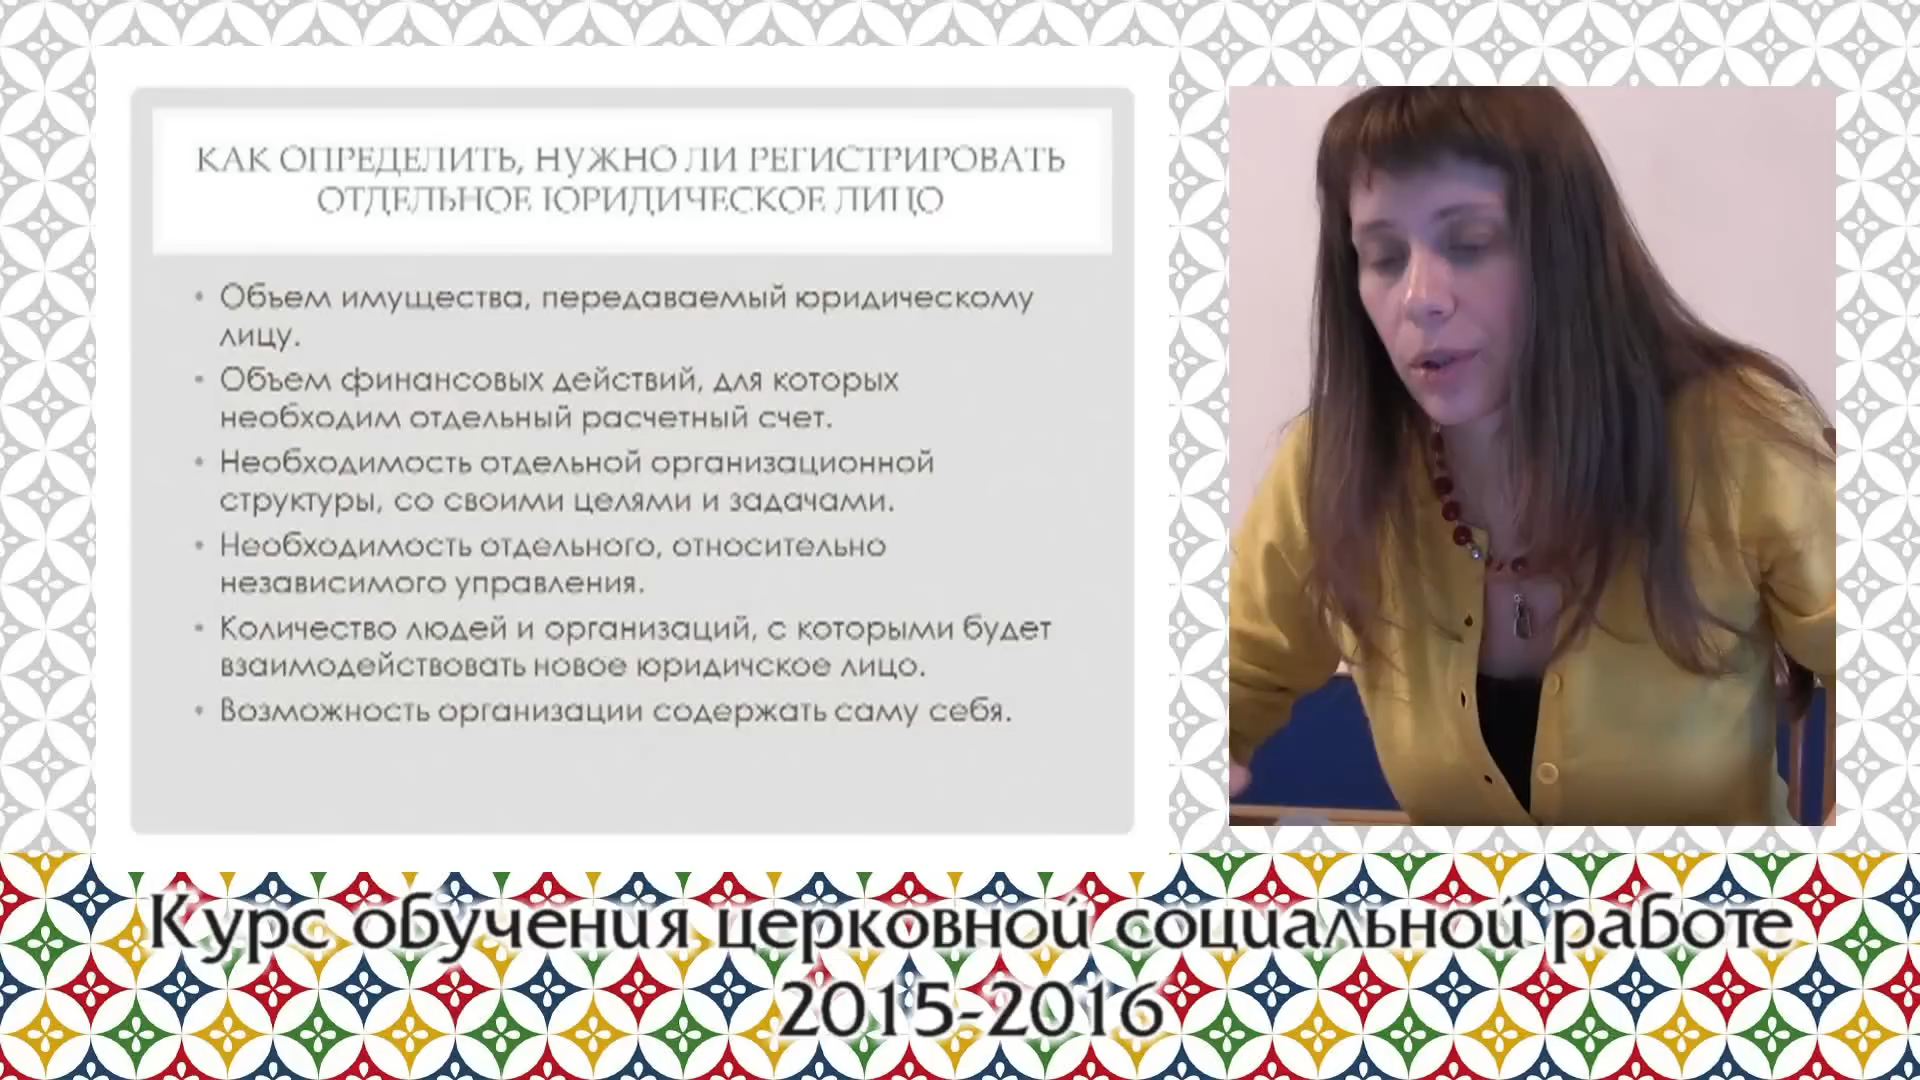 КАК ОПРЕДЕЛИТЬ, НУЖНО ЛИ РЕГИСТРИРОВАТЬ
ОТДЕЛЬНОЕ ЮРИДИЧЕСКОЕ ЛИЦО
• Объем имущества, передаваемый юридическому
лицу.
• Объем финансовых действий, для которых
необходим отдельный расчетный счет.
• Необходимость отдельной организационной
структуры, со своими целями и задачами.
• Необходимость отдельного, относительно
независимого управления.
• Количество людей и организаций, с которыми будет
взаимодействовать новое юридичское лицо.
• Возможность организации содержать саму себя.
Курс обучения церковной социальной работе
2015-2016